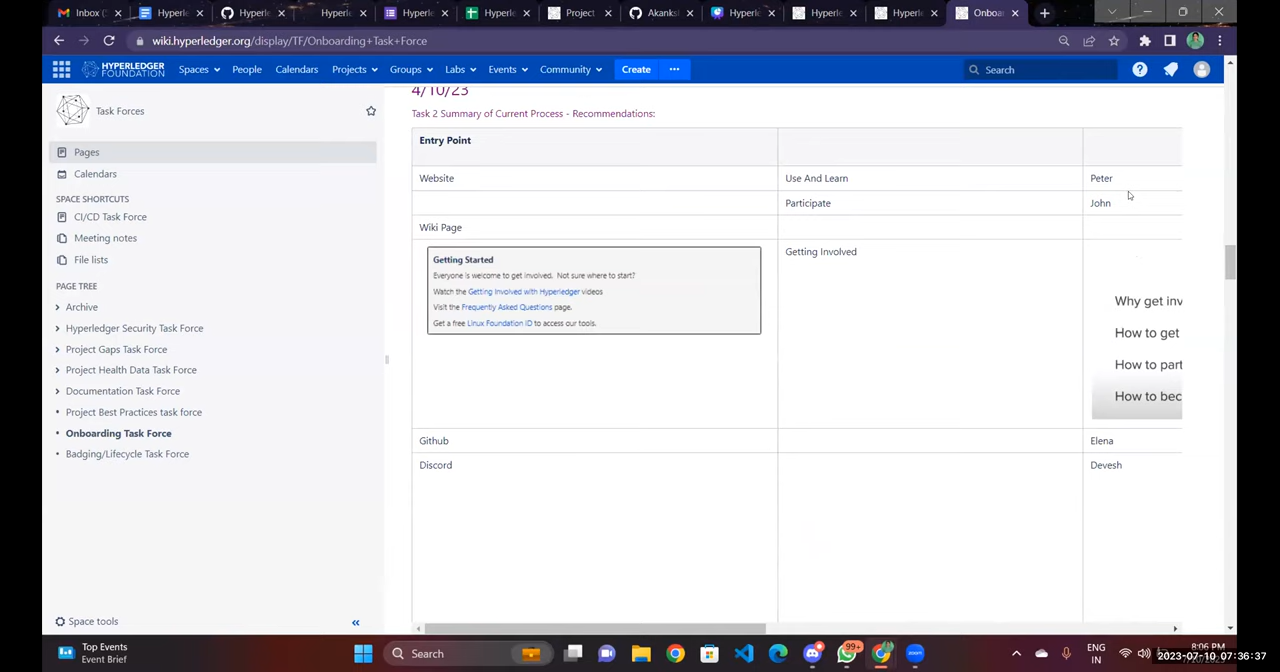 Inbox (
Hyperle
Hyperle
Hyperle
Hyperle
Hyperle
Project
Akanks
Hyperle
Hyperle
Hyperle
Onboar
wiki.hyperledger.org/display/TF/Onboarding+Task+Force
HYPERLEDGER
FOUNDATION
Spaces
People
Calendars
Projects
Groups
Labs
Events
Community
Create
Search
Task Forces
Pages
Calendars
SPACE SHORTCUTS
CI/CD Task Force
Meeting notes
File lists
PAGE TREE
Archive
Hyperledger Security Task Force
Project Gaps Task Force
Project Health Data Task Force
Documentation Task Force
Project Best Practices task force
Onboarding Task Force
Badging/Lifecycle Task Force
Space tools
4/10/23
Task 2 Summary of Current Process - Recommendations:
Entry Point
Website
Use And Learn
Peter
Participate
John
Wiki Page
Getting Started
Everyone is welcome to get involved. Not sure where to start?
Watch the Getting Involved with Hyperledger videos
Visit the Frequently Asked Questions page.
Get a free Linux Foundation ID to access our tools.
Getting Involved
Why get inv
How to get
How to part
How to bec
Github
Elena
Discord
Devesh
Top Events
Event Brief
Search
99+
ENG
IN
8:06 PM
2023-07-10 07:36:37